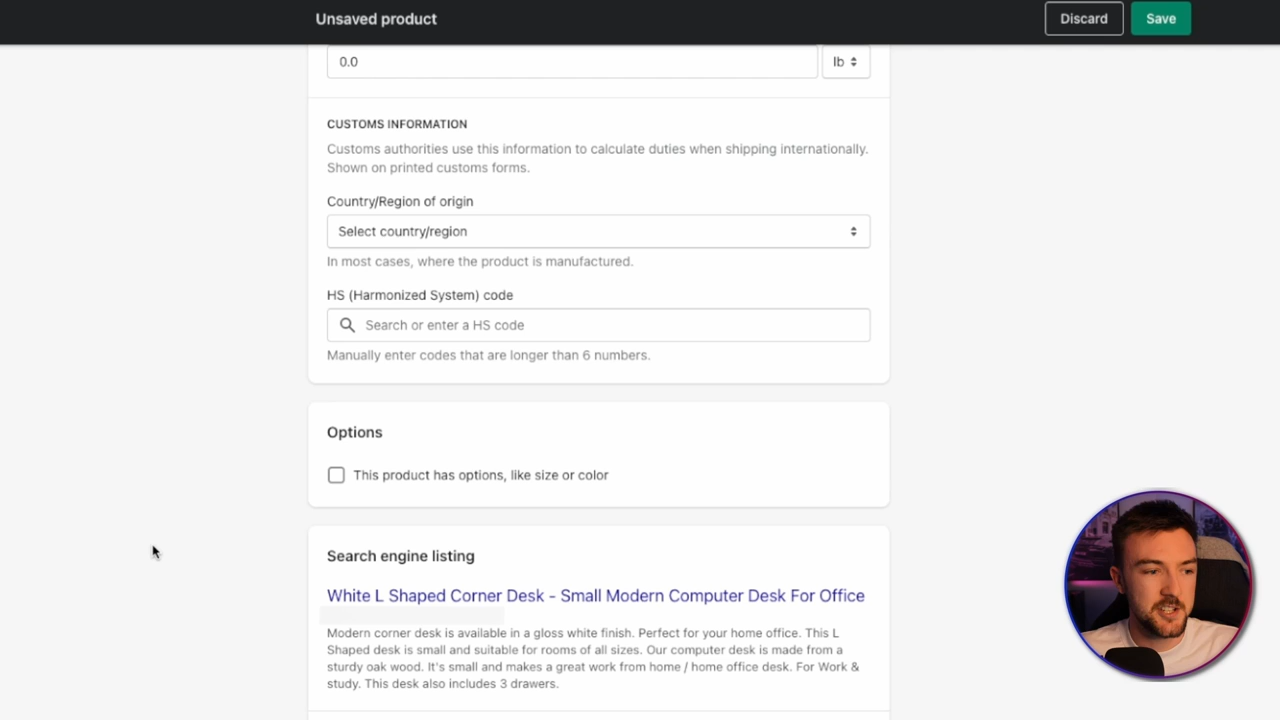 Unsaved product
Discard
Save
0.0
lb
CUSTOMS INFORMATION
Customs authorities use this information to calculate duties when shipping internationally.
Shown on printed customs forms.
Country/Region of origin
Select country/region
In most cases, where the product is manufactured.
HS (Harmonized System) code
Search or enter a HS code
Manually enter codes that are longer than 6 numbers.
Options
This product has options, like size or color
Search engine listing
White L Shaped Corner Desk - Small Modern Computer Desk For Office
Modern corner desk is available in a gloss white finish. Perfect for your home office. This L
Shaped desk is small and suitable for rooms of all sizes. Our computer desk is made from a
sturdy oak wood. It's small and makes a great work from home / home office desk. For Work &
study. This desk also includes 3 drawers.